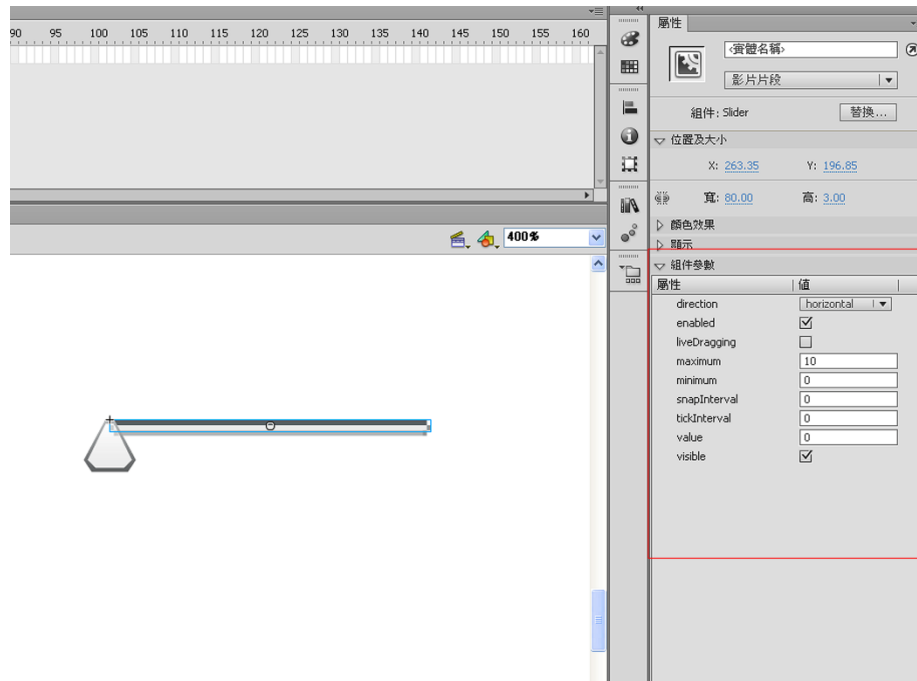 90 95 100 105 110 115 120 125 130 135 140 145 150 155 160
400%
屬性
<實體名稱>
影片片段
組件: Slider
替換...
位置及大小
X: 263.35 Y: 196.85
寬: 80.00 高: 3.00
顏色效果
顯示
組件參數
屬性 值
direction horizontal
enabled
liveDragging
maximum 10
minimum 0
snapInterval 0
tickInterval 0
value 0
visible